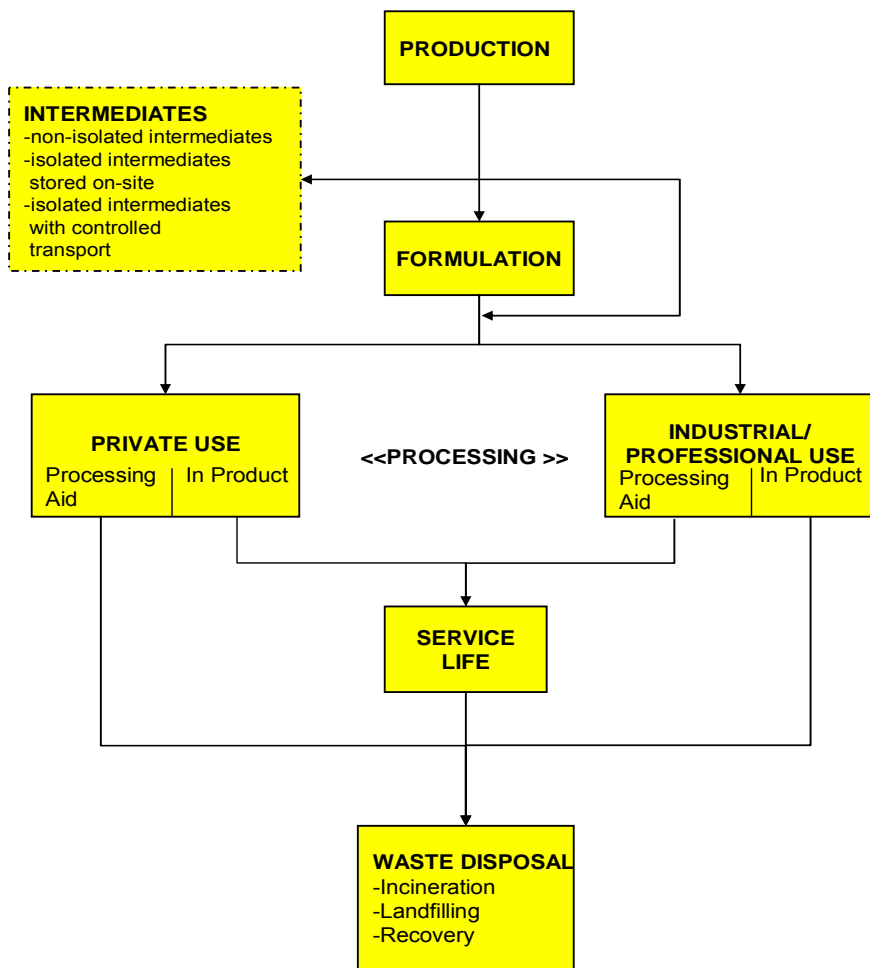 PRODUCTION
INTERMEDIATES
-non-isolated intermediates
-isolated intermediates
stored on-site
-isolated intermediates
with controlled
transport
FORMULATION
PRIVATE USE
Processing
Aid
In Product
<<PROCESSING >>
INDUSTRIAL/
PROFESSIONAL USE
Processing
Aid
In Product
SERVICE
LIFE
WASTE DISPOSAL
-Incineration
-Landfilling
-Recovery